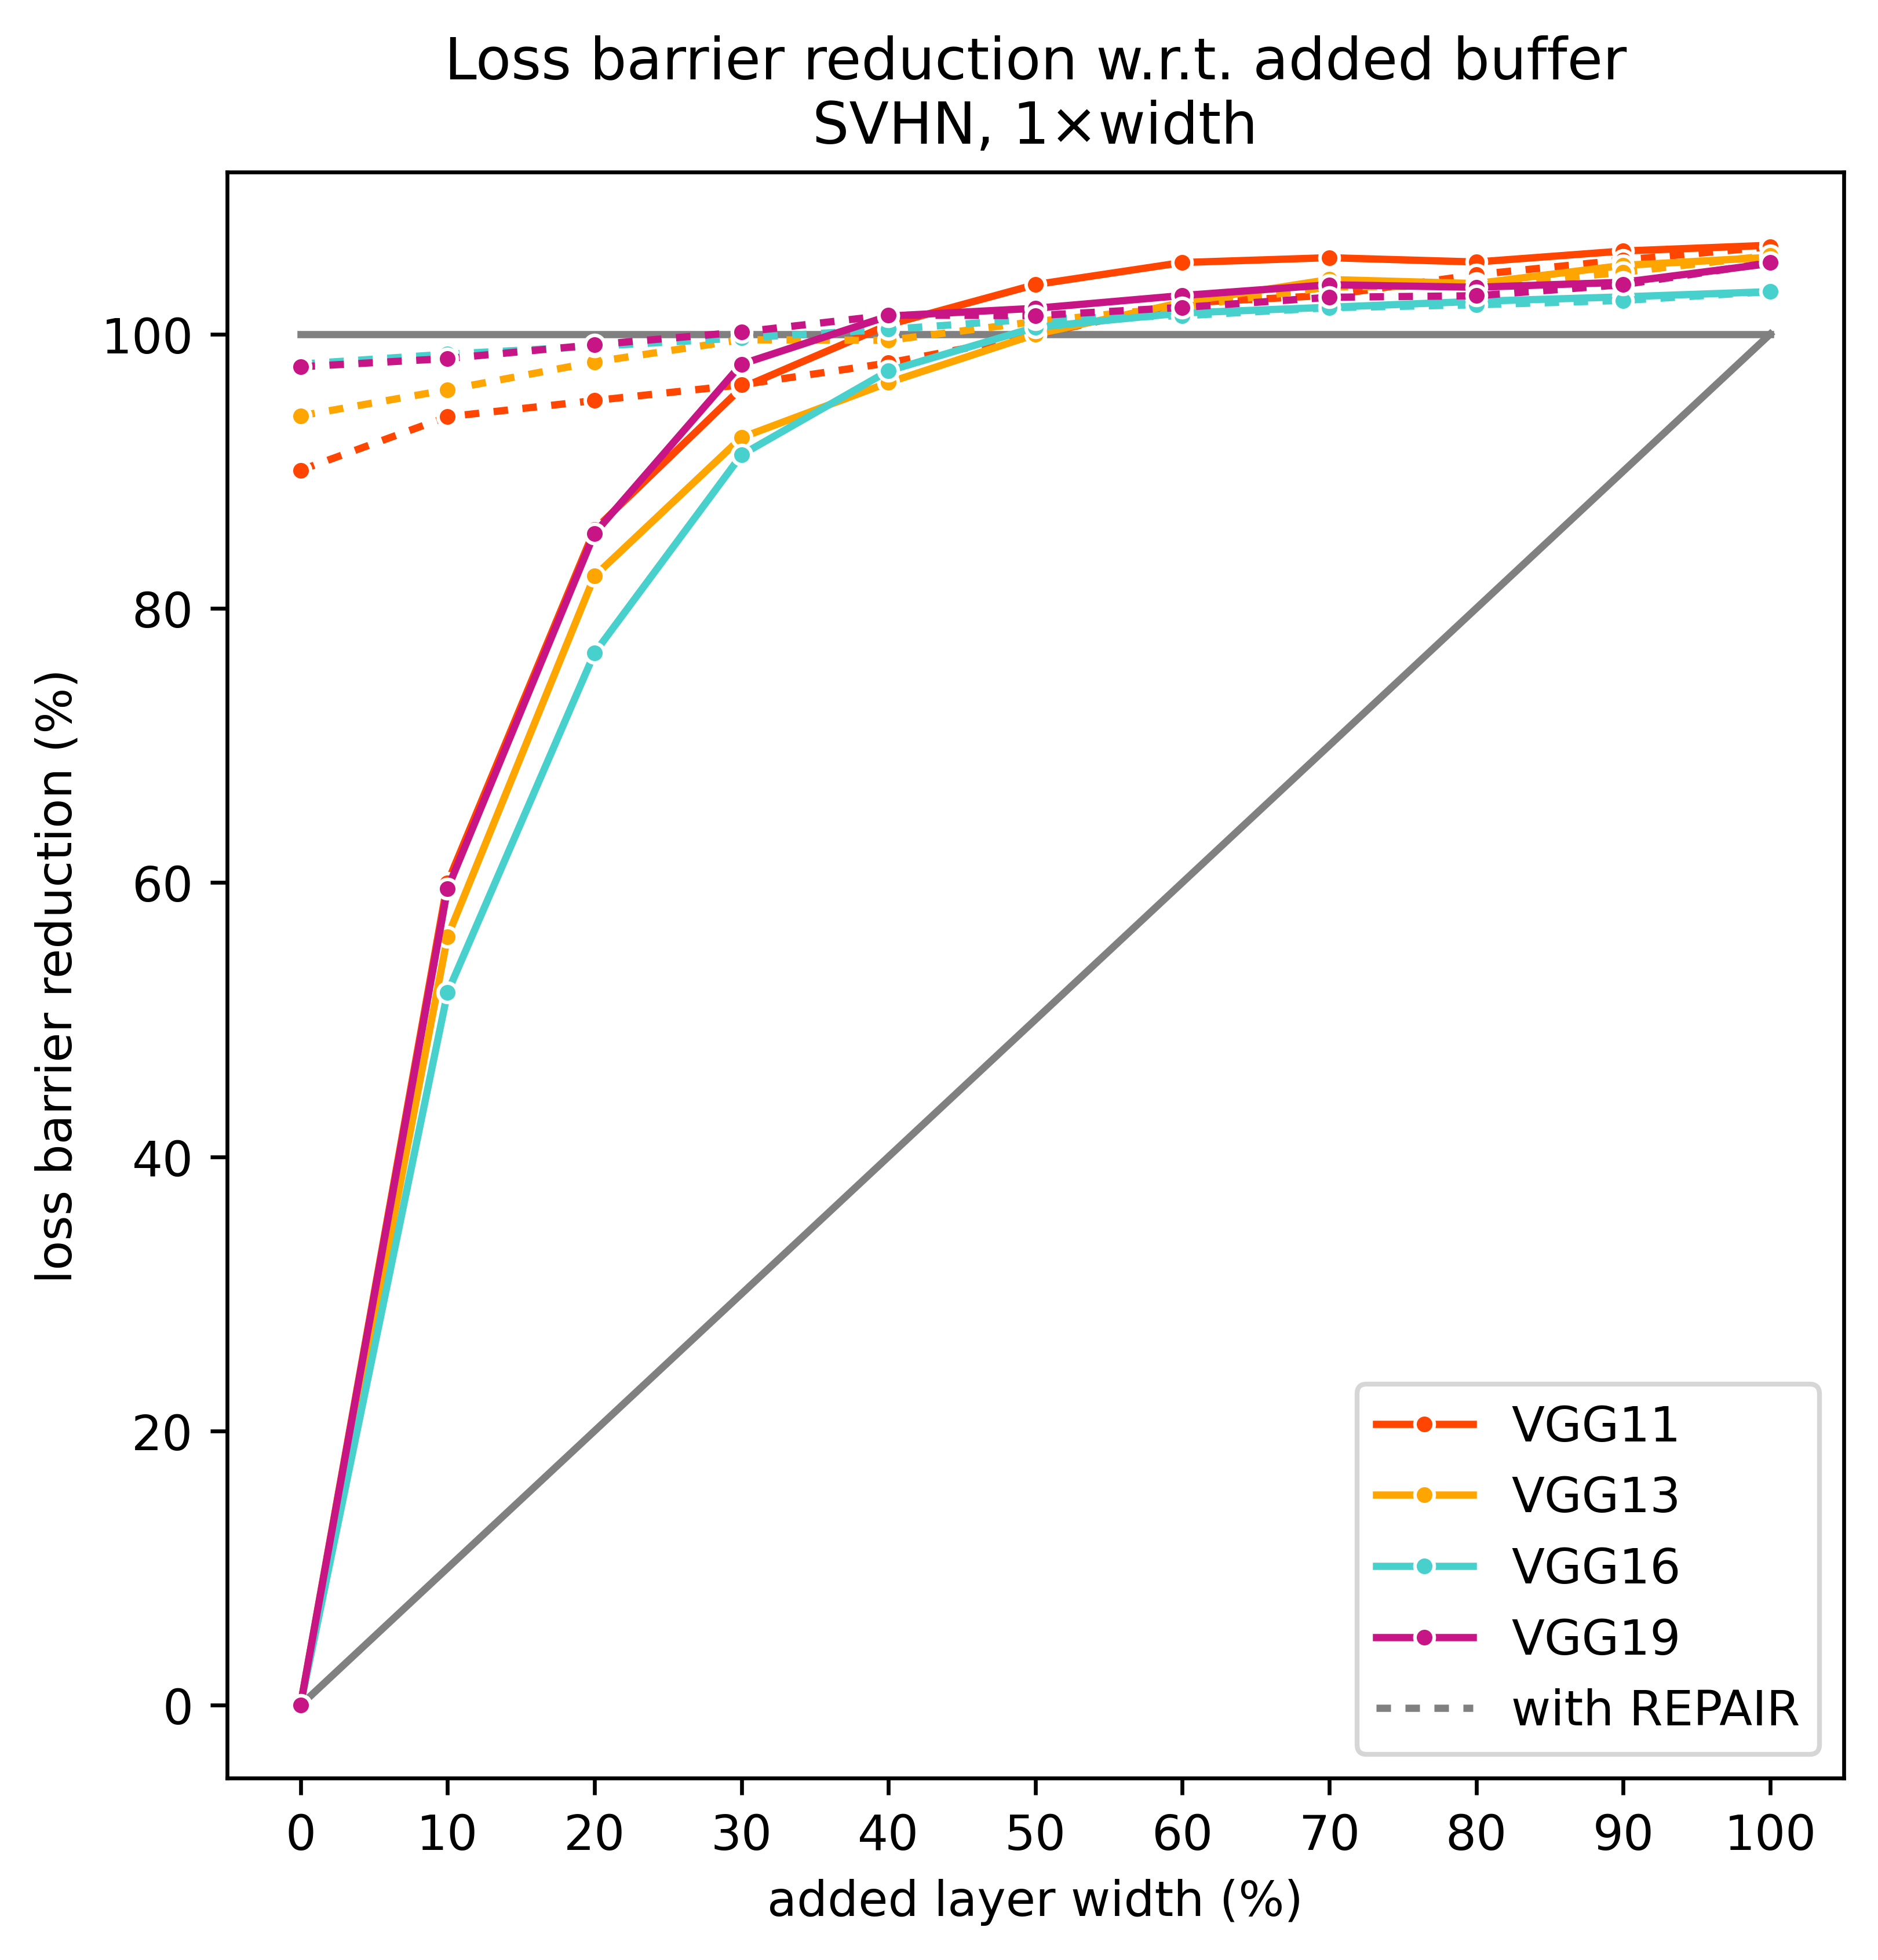 Loss barrier reduction w.r.t. added buffer
SVHN, 1×width
loss barrier reduction (%)
100
80
60
40
20
0
0 10 20 30 40 50 60 70 80 90 100
added layer width (%)
VGG11
VGG13
VGG16
VGG19
with REPAIR